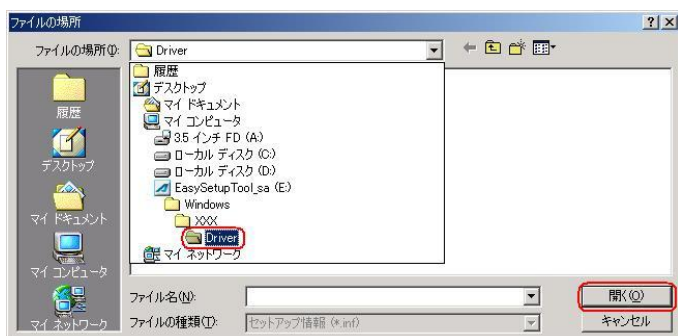 ファイルの場所
ファイルの場所(I): Driver
履歴
デスクトップ
マイ ドキュメント
マイ コンピュータ
3.5 インチ FD (A:)
ローカル ディスク (C:)
ローカル ディスク (D:)
EasySetupTool_sa (E:)
Windows
XXX
Driver
マイ ネットワーク
履歴
デスクトップ
マイ ドキュメント
マイ コンピュータ
マイ ネットワーク
ファイル名(N):
開く(O)
ファイルの種類(T): セットアップ情報 (*.inf)
キャンセル